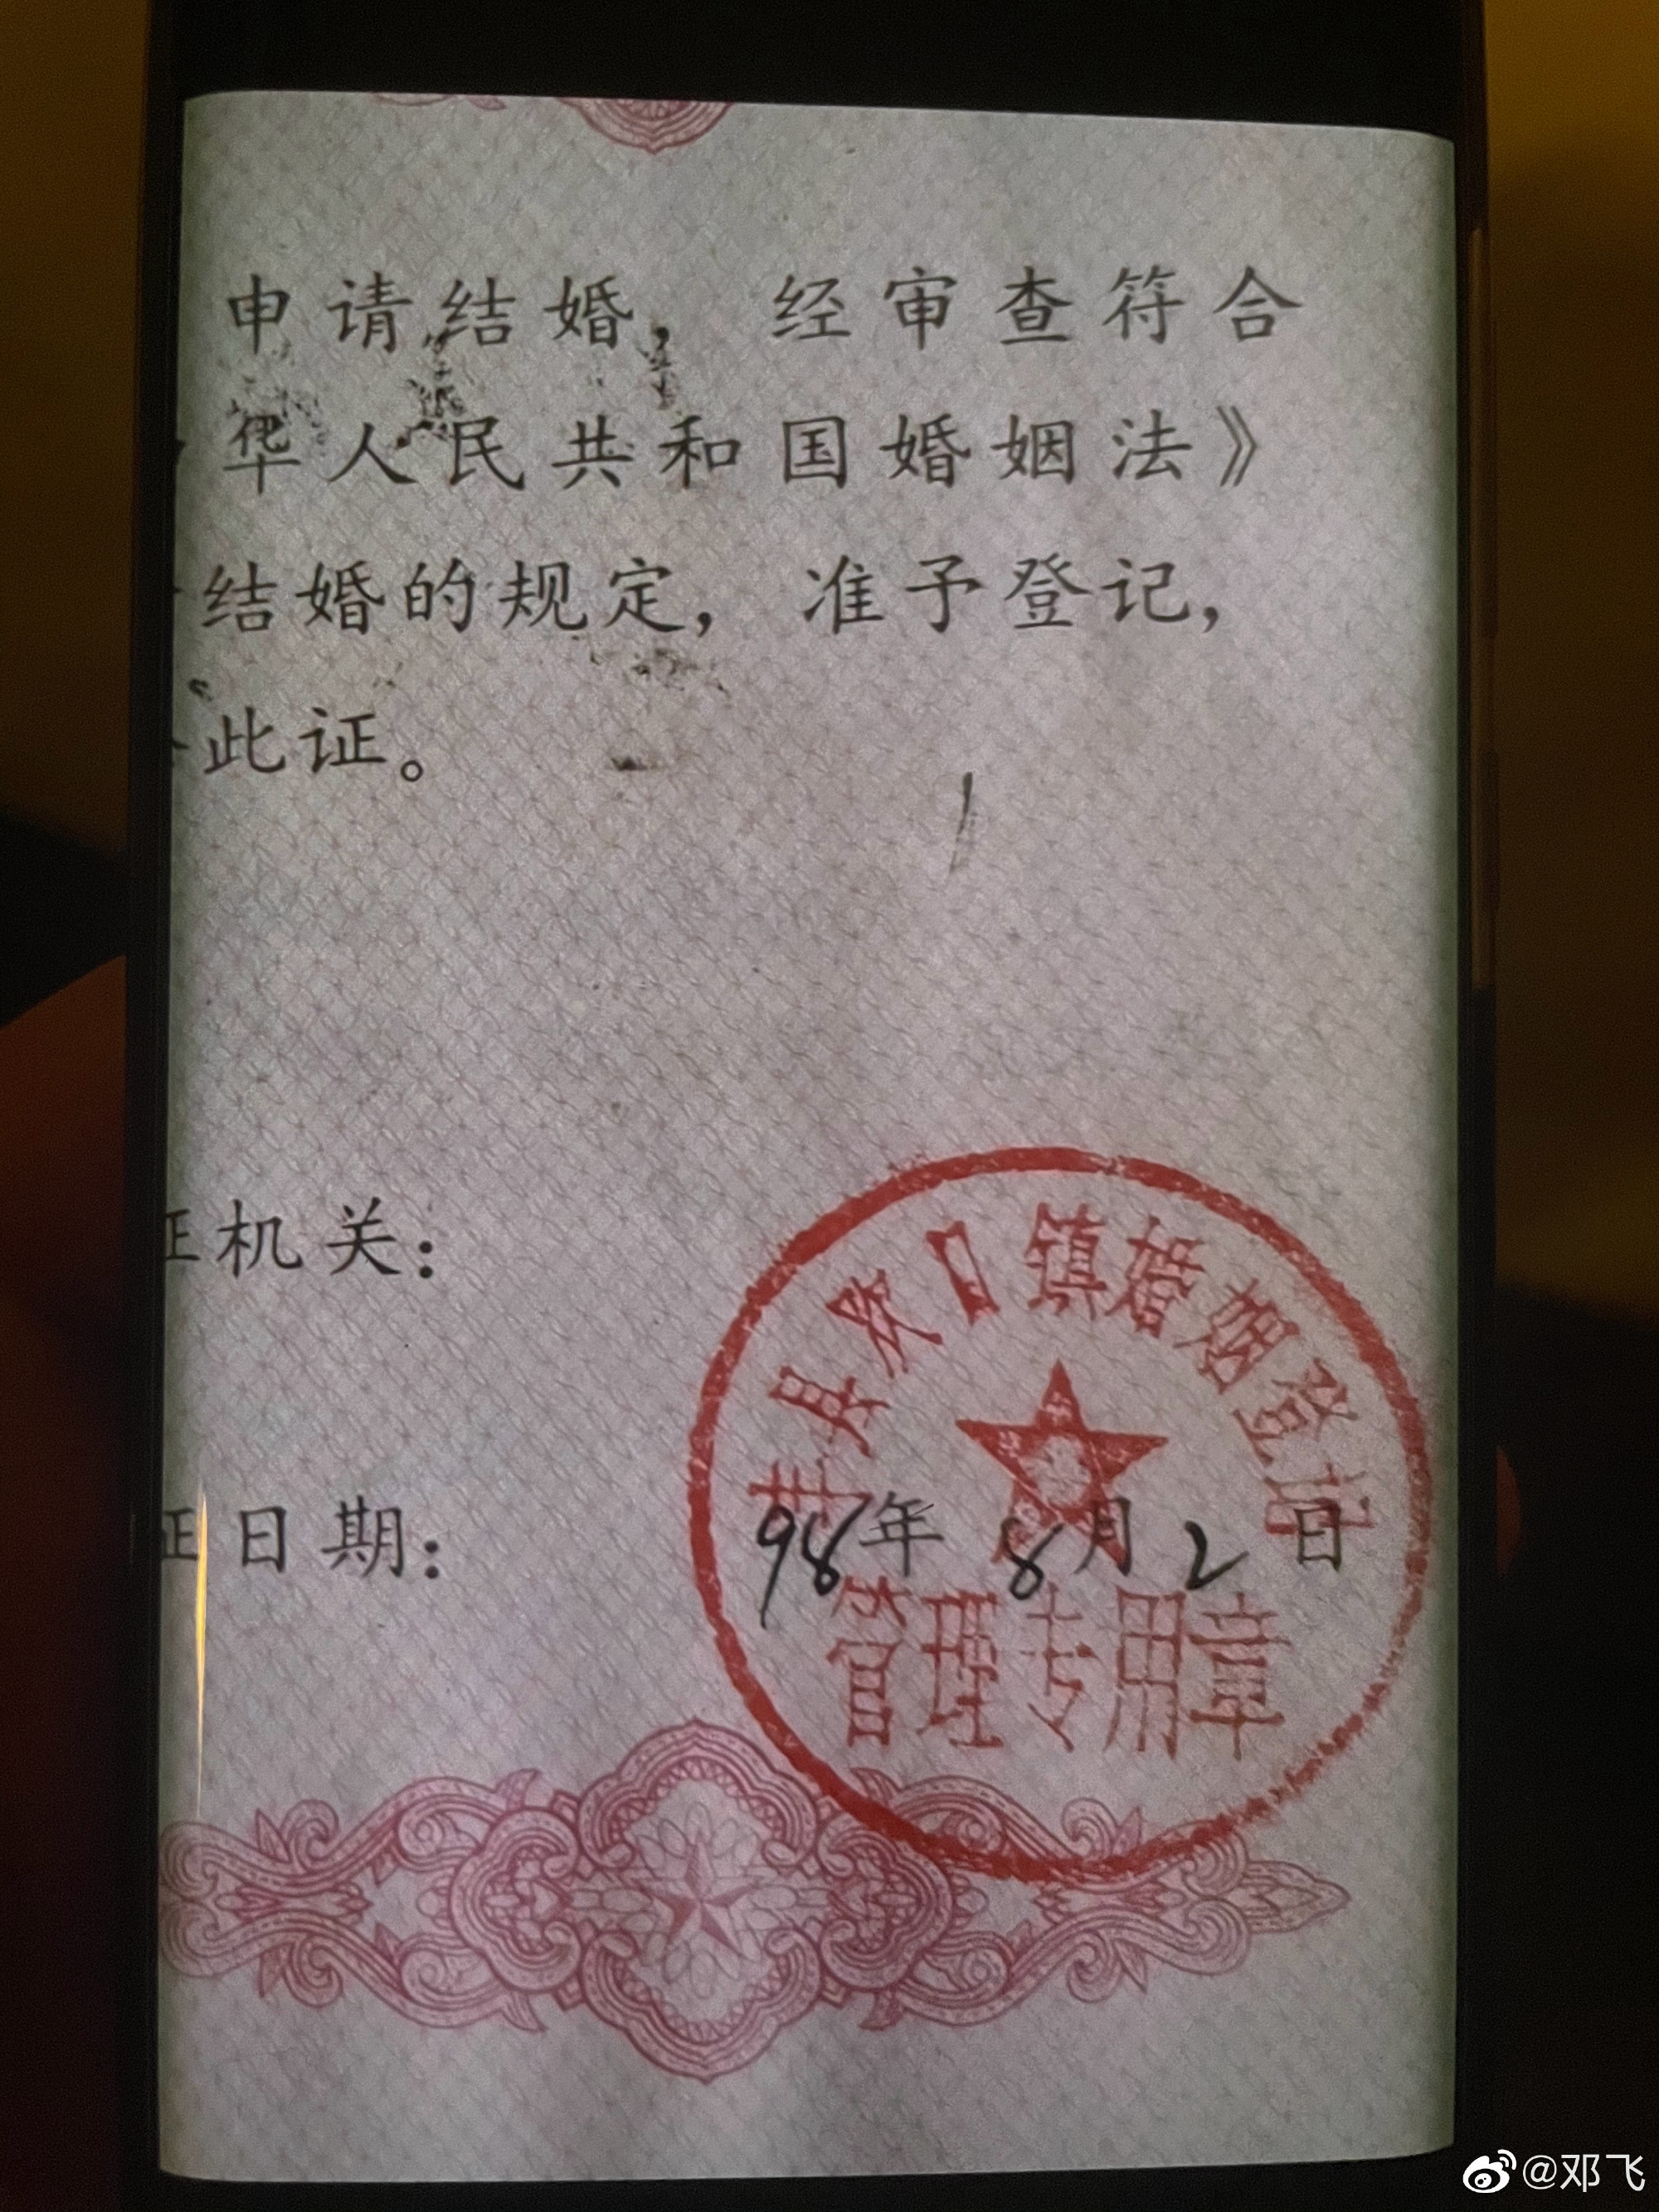 申请结婚，经审查符合
华人民共和国婚姻法》
结婚的规定，准予登记，
此证。
证机关：
丰县欢口镇婚姻登
证日期：98年8月2日
管理专用章
@邓飞